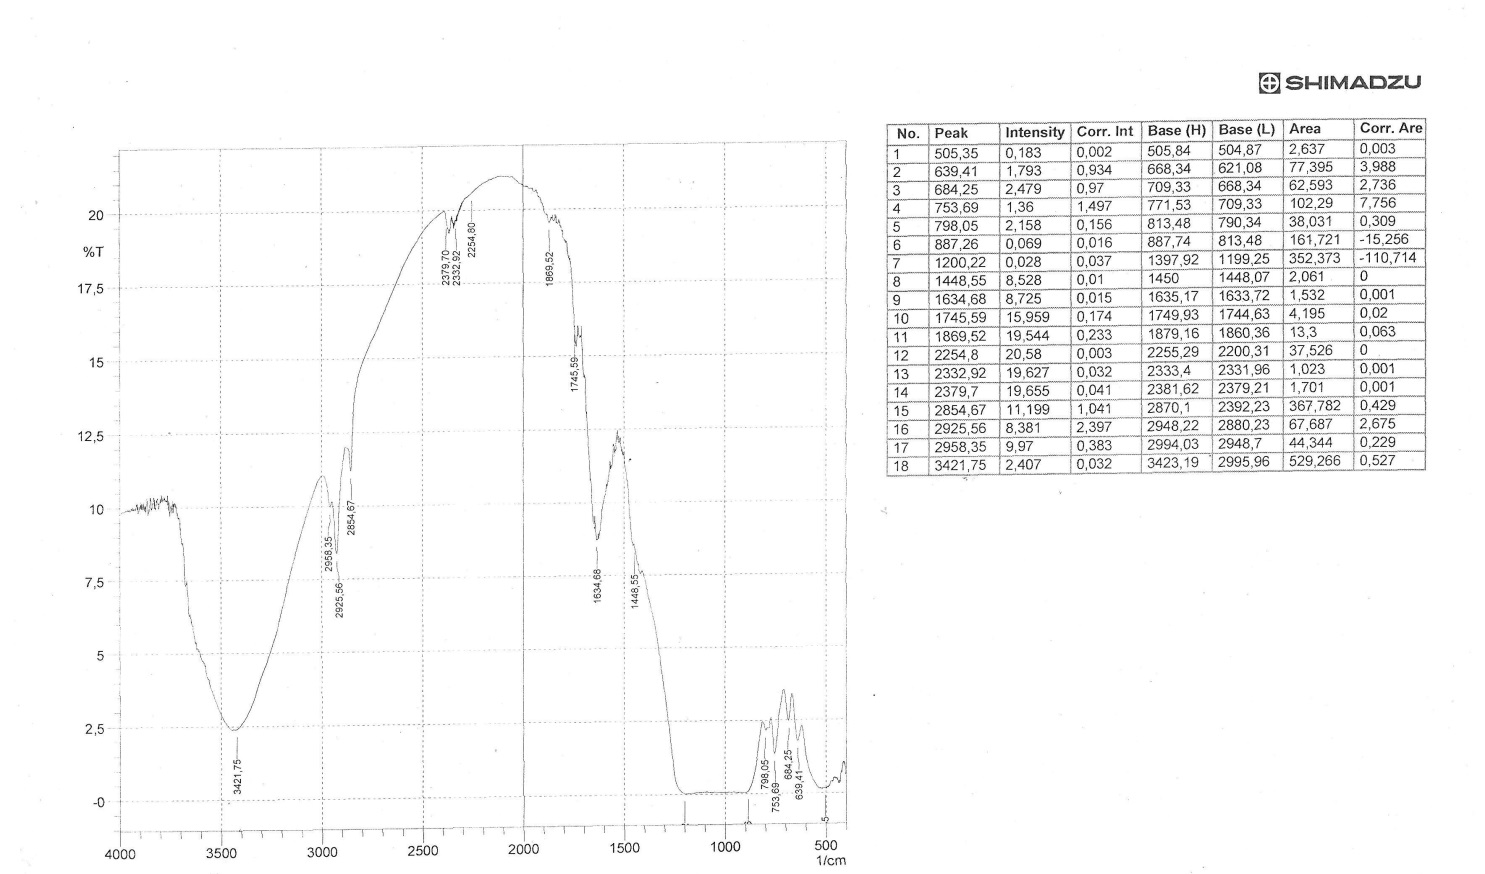 SHIMADZU
No. Peak Intensity Corr. Int Base (H) Base (L) Area Corr. Are
1 505,35 0,183 0,002 505,84 504,87 2,637 0,003
2 639,41 1,793 0,934 668,34 621,08 77,395 3,988
3 684,25 2,479 0,97 709,33 668,34 62,593 2,736
4 753,69 1,36 1,497 771,53 709,33 102,29 7,756
5 798,05 2,158 0,156 813,48 790,34 38,031 0,309
6 887,26 0,069 0,016 887,74 813,48 161,721 -15,256
7 1200,22 0,028 0,037 1397,92 1199,25 352,373 -110,714
8 1448,55 8,528 0,01 1450 1448,07 2,061 0
9 1634,68 8,725 0,015 1635,17 1633,72 1,532 0,001
10 1745,59 15,959 0,174 1749,93 1744,63 4,195 0,02
11 1869,52 19,544 0,233 1879,16 1860,36 13,3 0,063
12 2254,8 20,58 0,003 2255,29 2200,31 37,526 0
13 2332,92 19,627 0,032 2333,4 2331,96 1,023 0,001
14 2379,7 19,655 0,041 2381,62 2379,21 1,701 0,001
15 2854,67 11,199 1,041 2870,1 2392,23 367,782 0,429
16 2925,56 8,381 2,397 2948,22 2880,23 67,687 2,675
17 2958,35 9,97 0,383 2994,03 2948,7 44,344 0,229
18 3421,75 2,407 0,032 3423,19 2995,96 529,266 0,527
20
%T
17,5
15
12,5
10
7,5
5
2,5
-0
3421,75
2958,35
2925,56
2854,67
2379,70
2332,92
2254,80
1869,52
1745,59
1634,68
1448,55
798,05
753,69
684,25
639,41
4000 3500 3000 2500 2000 1500 1000 500
1/cm